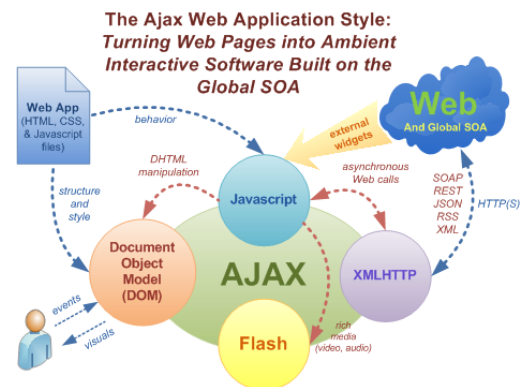 The Ajax Web Application Style:
Turning Web Pages into Ambient
Interactive Software Built on the
Global SOA
Web App
(HTML, CSS,
& Javascript
files)
behavior
external
widgets
Web
And Global SOA
DHTML
manipulation
Javascript
asynchronous
Web calls
SOAP
REST
JSON
RSS
XML
HTTP(S)
structure
and
style
Document
Object
Model
(DOM)
AJAX
XMLHTTP
events
visuals
Flash
rich
media
(video, audio)